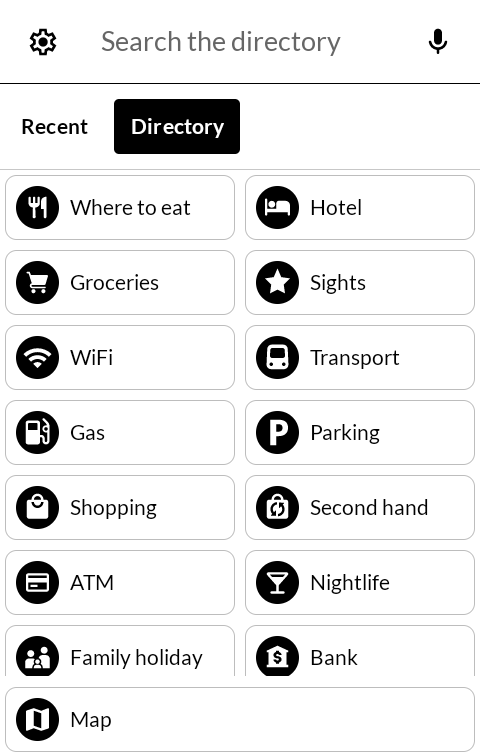 Search the directory
Recent
Directory
Where to eat
Hotel
Groceries
Sights
WiFi
Transport
Gas
P
Parking
Shopping
Second hand
ATM
Nightlife
Family holiday
$
Bank
Map